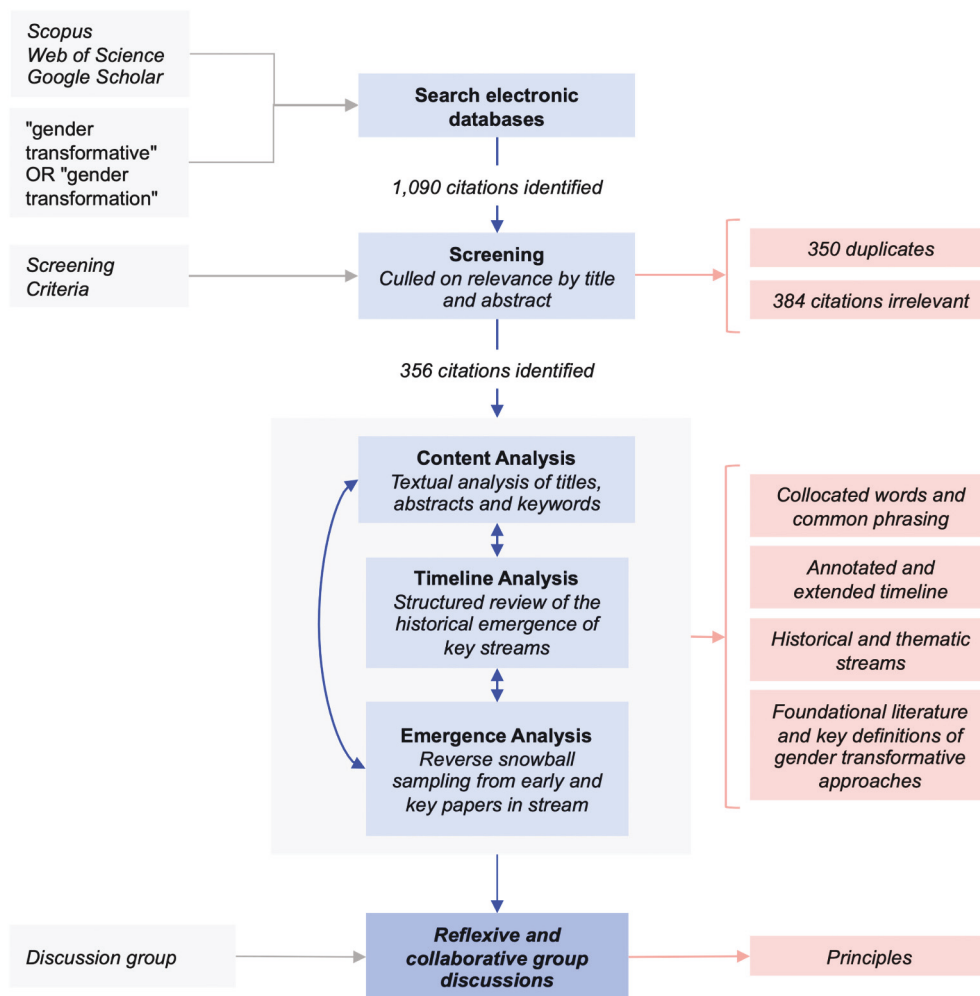 Scopus
Web of Science
Google Scholar
"gender
transformative"
OR "gender
transformation"
Search electronic
databases
1,090 citations identified
Screening
Criteria
Screening
Culled on relevance by title
and abstract
350 duplicates
384 citations irrelevant
356 citations identified
Content Analysis
Textual analysis of titles,
abstracts and keywords
Timeline Analysis
Structured review of the
historical emergence of
key streams
Emergence Analysis
Reverse snowball
sampling from early and
key papers in stream
Collocated words and
common phrasing
Annotated and
extended timeline
Historical and thematic
streams
Foundational literature
and key definitions of
gender transformative
approaches
Discussion group
Reflexive and
collaborative group
discussions
Principles